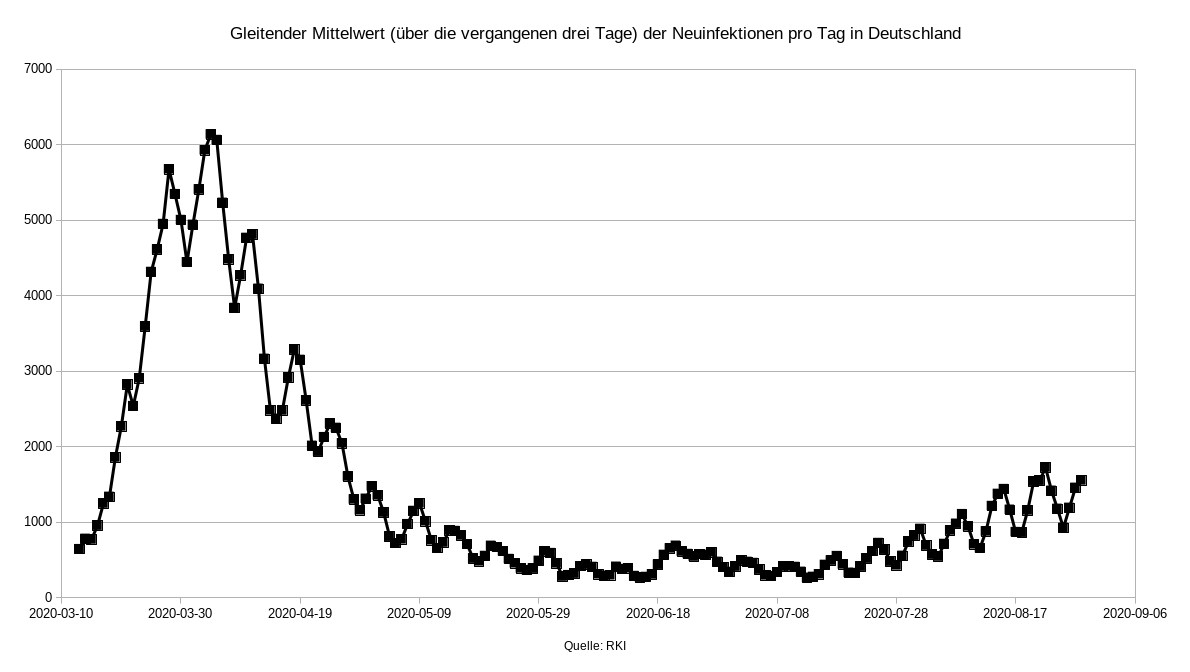 Gleitender Mittelwert (über die vergangenen drei Tage) der Neuinfektionen pro Tag in Deutschland
7000
6000
5000
4000
3000
2000
1000
0
2020-03-10 2020-03-30 2020-04-19 2020-05-09 2020-05-29 2020-06-18 2020-07-08 2020-07-28 2020-08-17 2020-09-06
Quelle: RKI